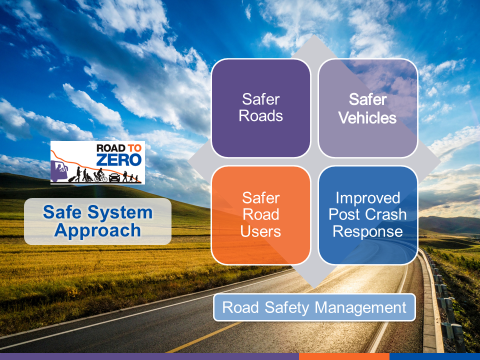 ROAD TO
ZERO
Safe System
Approach
Safer
Roads
Safer
Vehicles
Safer
Road
Users
Improved
Post Crash
Response
Road Safety Management